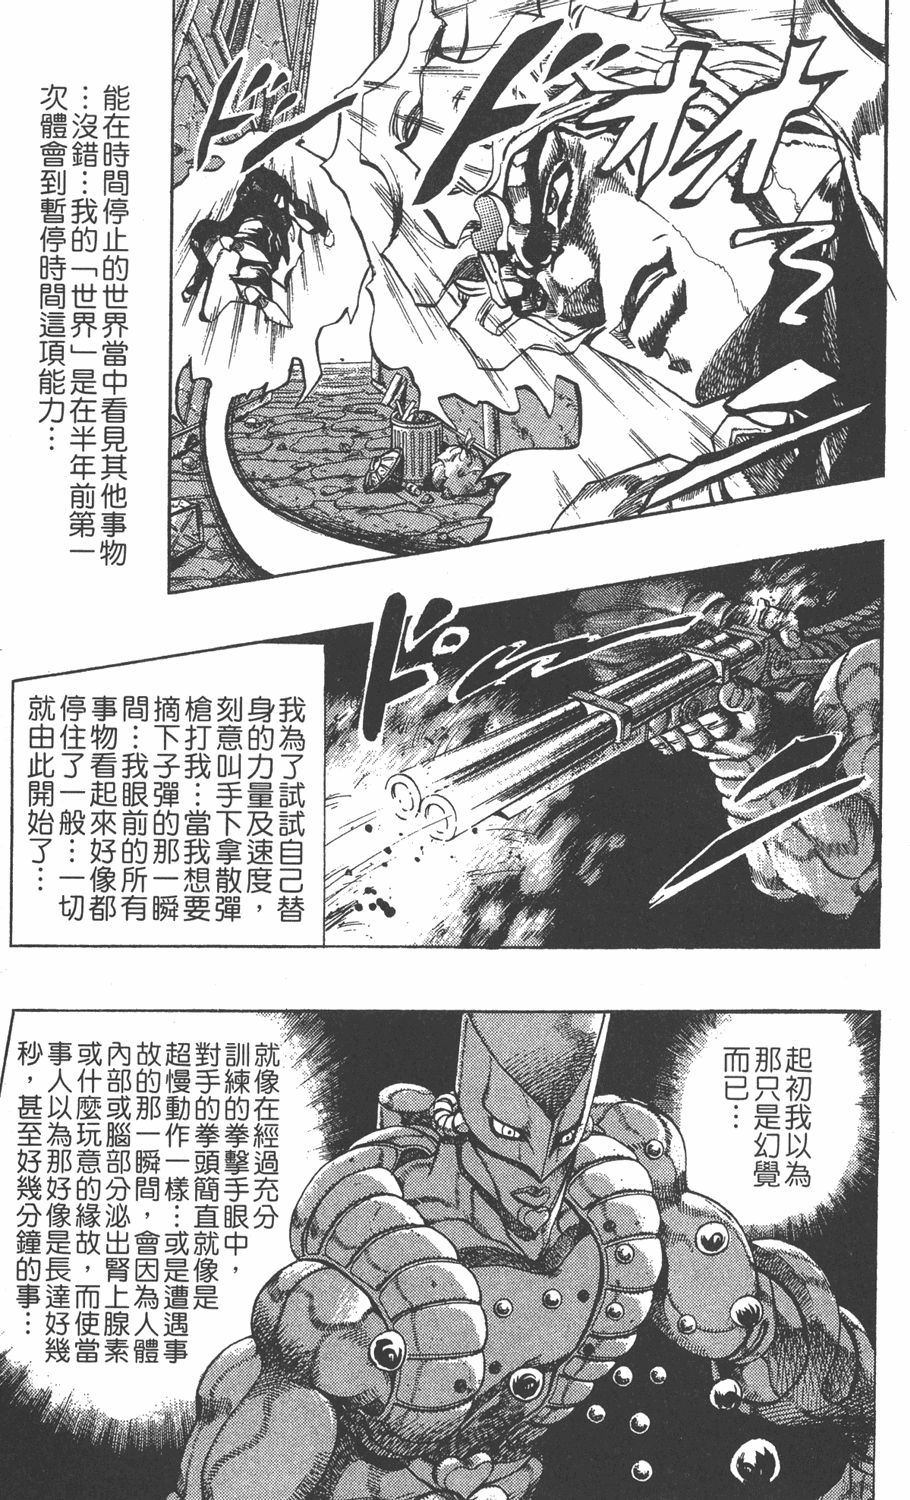 ド
ド
オ
オ
能在時間停止的世界當中看見其他事物
…沒錯…我的「世界」是在半年前第一
次體會到暫停時間這項能力…
ドン
我為了試試自己替
身的力量及速度，
刻意叫手下拿散彈
槍打我…當我想要
摘下子彈的那一瞬
間…我眼前的所有
事物看起來好像都
停住了一般…一切
就由此開始了…
起初我以為
那只是幻覺
而已…
就像在經過充分
訓練的拳擊手眼中，
對手的拳頭簡直就像是
超慢動作一樣…或是遭遇事
故的那一瞬間，會因為人體
內部或腦部分泌出腎上腺素
或什麼玩意的緣故，而使當
事人以為那好像是長達好幾
秒，甚至好幾分鐘的事…